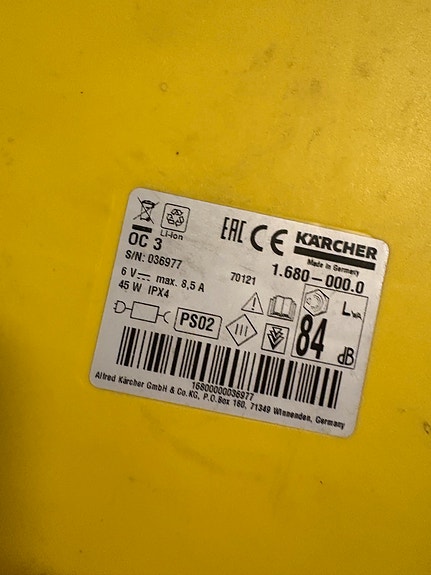 Li-Ion
OC 3
S/N: 036977
6 V⎓ max. 8,5 A
45 W IPX4
EAC CE KÄRCHER
Made in Germany
70121
1.680-000.0
PS02
LWA
84 dB
16800000036977
Alfred Kärcher GmbH & Co.KG, P.O.Box 160, 71349 Winnenden, Germany